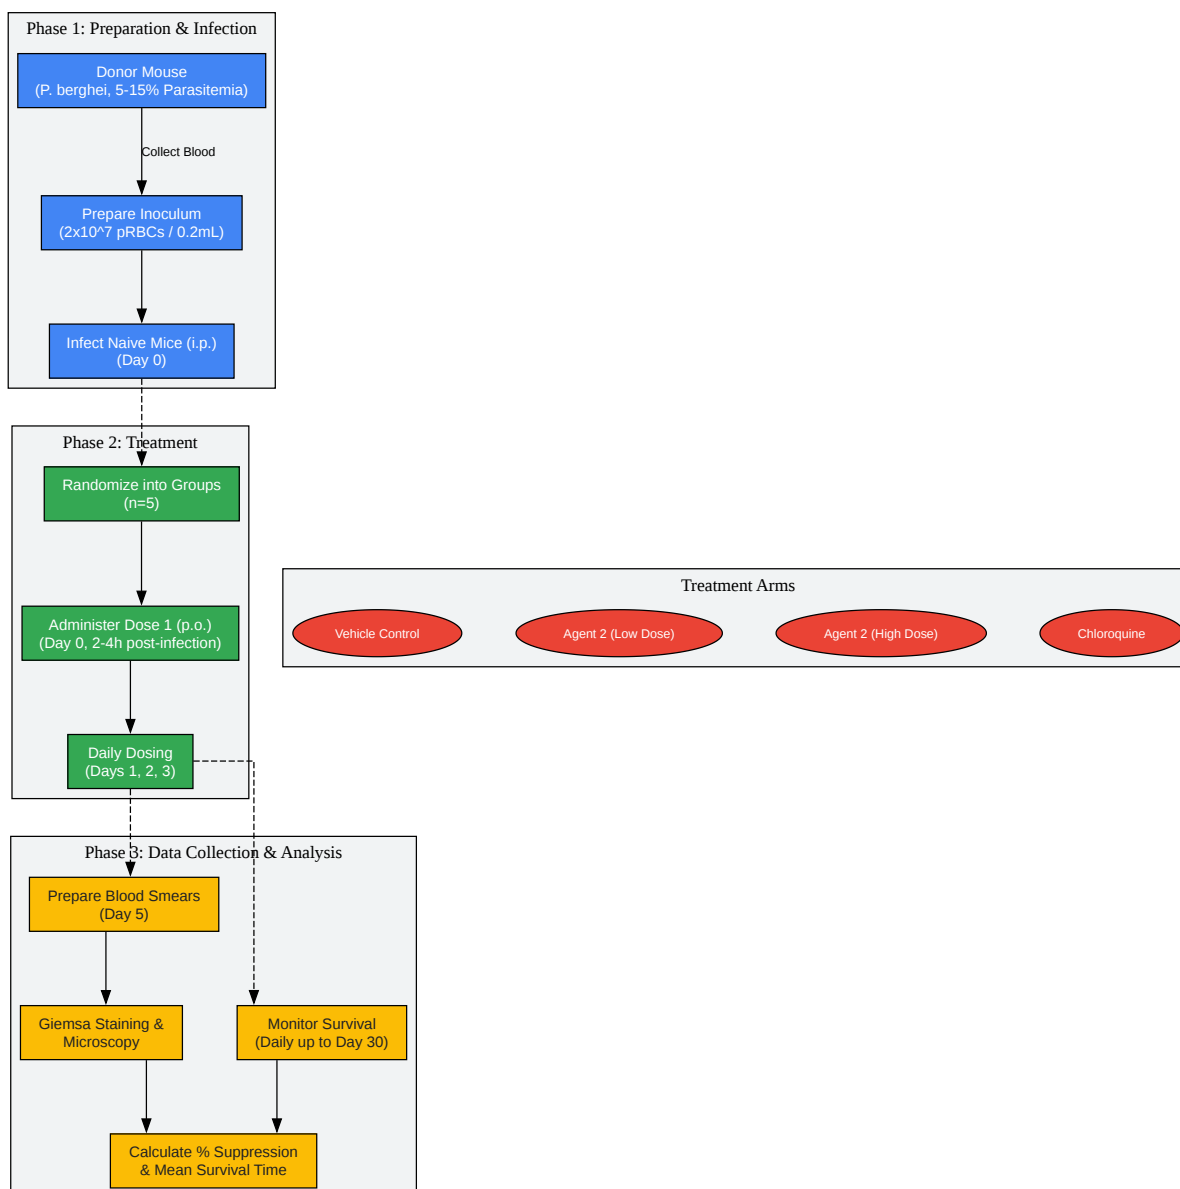 Phase 1: Preparation & Infection
Donor Mouse
(P. berghei, 5-15% Parasitemia)
Collect Blood
Prepare Inoculum
(2x10^7 pRBCs / 0.2mL)
Infect Naive Mice (i.p.)
(Day 0)
Phase 2: Treatment
Randomize into Groups
(n=5)
Administer Dose 1 (p.o.)
(Day 0, 2-4h post-infection)
Daily Dosing
(Days 1, 2, 3)
Treatment Arms
Vehicle Control
Agent 2 (Low Dose)
Agent 2 (High Dose)
Chloroquine
Phase 3: Data Collection & Analysis
Prepare Blood Smears
(Day 5)
Giemsa Staining &
Microscopy
Monitor Survival
(Daily up to Day 30)
Calculate % Suppression
& Mean Survival Time